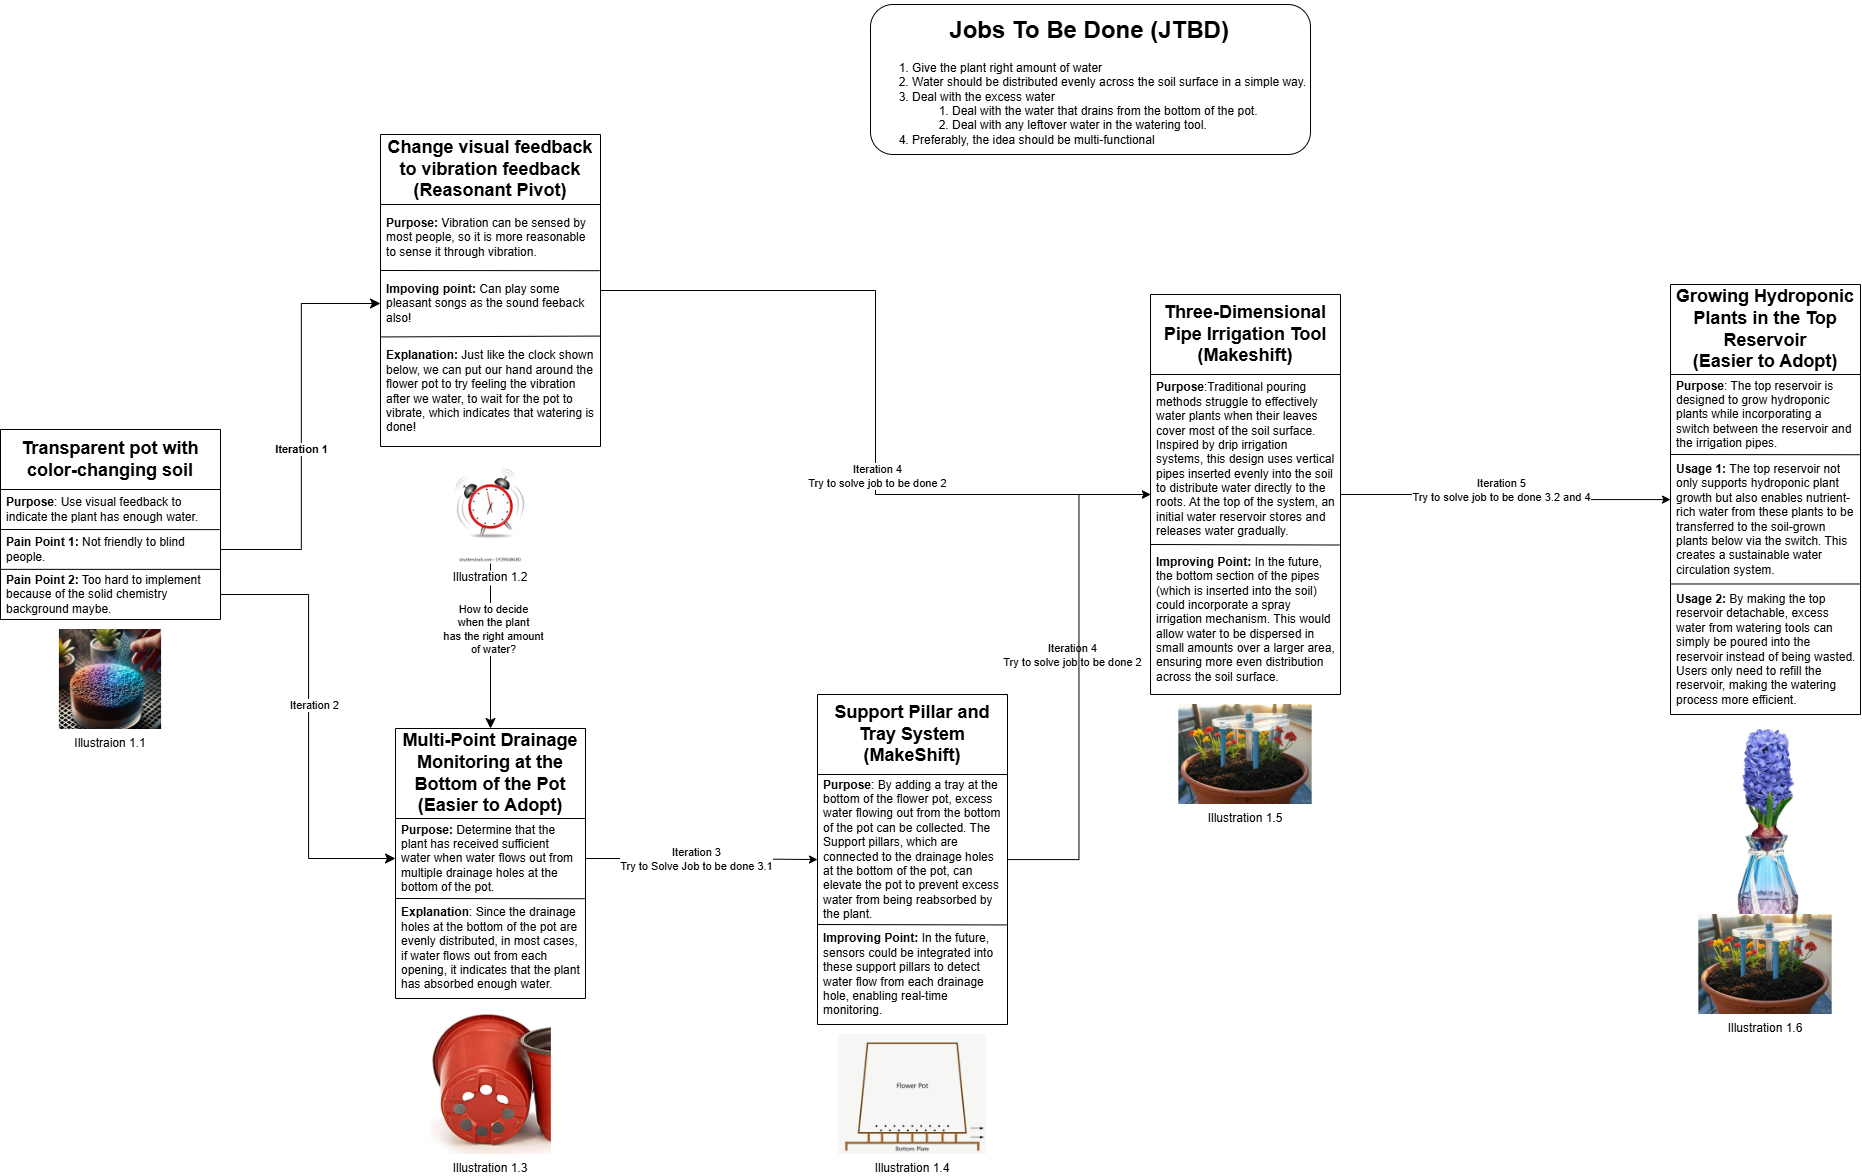 Jobs To Be Done (JTBD)
1. Give the plant right amount of water
2. Water should be distributed evenly across the soil surface in a simple way.
3. Deal with the excess water
1. Deal with the water that drains from the bottom of the pot.
2. Deal with any leftover water in the watering tool.
4. Preferably, the idea should be multi-functional
Transparent pot with
color-changing soil
Purpose: Use visual feedback to
indicate the plant has enough water.
Pain Point 1: Not friendly to blind
people.
Pain Point 2: Too hard to implement
because of the solid chemistry
background maybe.
Illustraion 1.1
Iteration 1
Iteration 2
Change visual feedback
to vibration feedback
(Reasonant Pivot)
Purpose: Vibration can be sensed by
most people, so it is more reasonable
to sense it through vibration.
Impoving point: Can play some
pleasant songs as the sound feeback
also!
Explanation: Just like the clock shown
below, we can put our hand around the
flower pot to try feeling the vibration
after we water, to wait for the pot to
vibrate, which indicates that watering is
done!
Illustration 1.2
How to decide
when the plant
has the right amount
of water?
Multi-Point Drainage
Monitoring at the
Bottom of the Pot
(Easier to Adopt)
Purpose: Determine that the
plant has received sufficient
water when water flows out from
multiple drainage holes at the
bottom of the pot.
Explanation: Since the drainage
holes at the bottom of the pot are
evenly distributed, in most cases,
if water flows out from each
opening, it indicates that the plant
has absorbed enough water.
Illustration 1.3
Iteration 3
Try to Solve Job to be done 3.1
Support Pillar and
Tray System
(MakeShift)
Purpose: By adding a tray at the
bottom of the flower pot, excess
water flowing out from the bottom
of the pot can be collected. The
Support pillars, which are
connected to the drainage holes
at the bottom of the pot, can
elevate the pot to prevent excess
water from being reabsorbed by
the plant.
Improving Point: In the future,
sensors could be integrated into
these support pillars to detect
water flow from each drainage
hole, enabling real-time
monitoring.
Flower Pot
Bottom Plate
Illustration 1.4
Iteration 4
Try to solve job to be done 2
Iteration 4
Try to solve job to be done 2
Three-Dimensional
Pipe Irrigation Tool
(Makeshift)
Purpose:Traditional pouring
methods struggle to effectively
water plants when their leaves
cover most of the soil surface.
Inspired by drip irrigation
systems, this design uses vertical
pipes inserted evenly into the soil
to distribute water directly to the
roots. At the top of the system, an
initial water reservoir stores and
releases water gradually.
Improving Point: In the future,
the bottom section of the pipes
(which is inserted into the soil)
could incorporate a spray
irrigation mechanism. This would
allow water to be dispersed in
small amounts over a larger area,
ensuring more even distribution
across the soil surface.
Illustration 1.5
Iteration 5
Try to solve job to be done 3.2 and 4
Growing Hydroponic
Plants in the Top
Reservoir
(Easier to Adopt)
Purpose: The top reservoir is
designed to grow hydroponic
plants while incorporating a
switch between the reservoir and
the irrigation pipes.
Usage 1: The top reservoir not
only supports hydroponic plant
growth but also enables nutrient-
rich water from these plants to be
transferred to the soil-grown
plants below via the switch. This
creates a sustainable water
circulation system.
Usage 2: By making the top
reservoir detachable, excess
water from watering tools can
simply be poured into the
reservoir instead of being wasted.
Users only need to refill the
reservoir, making the watering
process more efficient.
Illustration 1.6